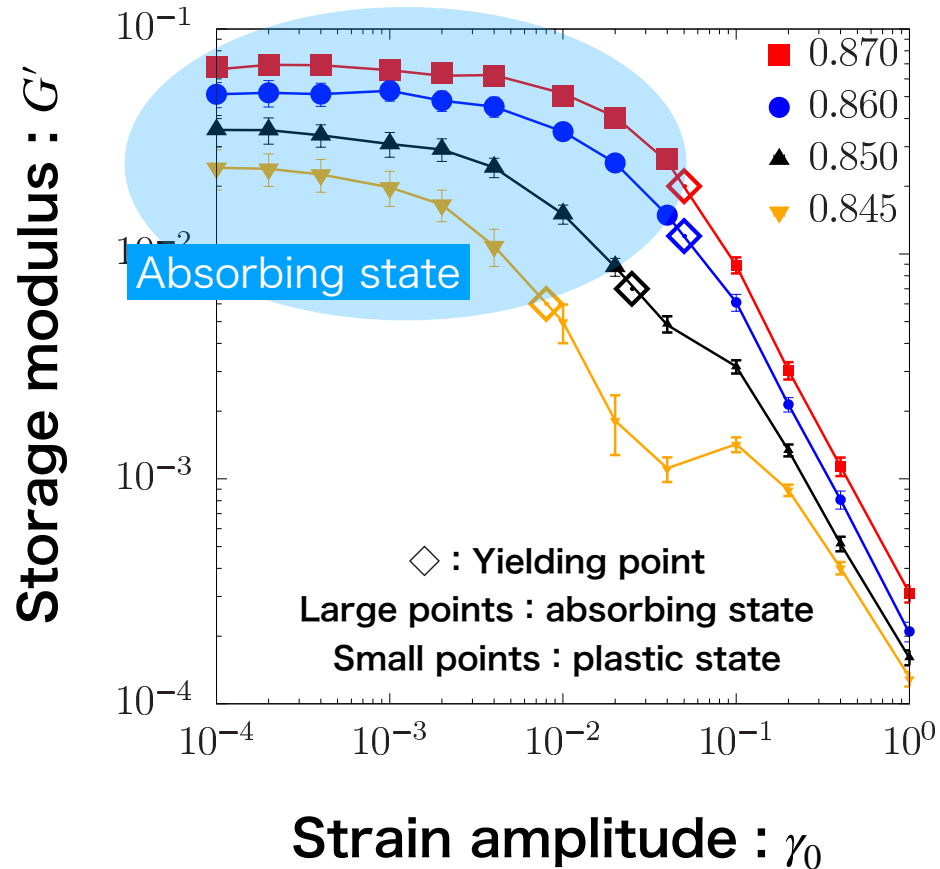 Storage modulus : G′
10⁻¹
10⁻²
10⁻³
10⁻⁴
Absorbing state
0.870
0.860
0.850
0.845
◇ : Yielding point
Large points : absorbing state
Small points : plastic state
10⁻⁴ 10⁻³ 10⁻² 10⁻¹ 10⁰
Strain amplitude : γ₀